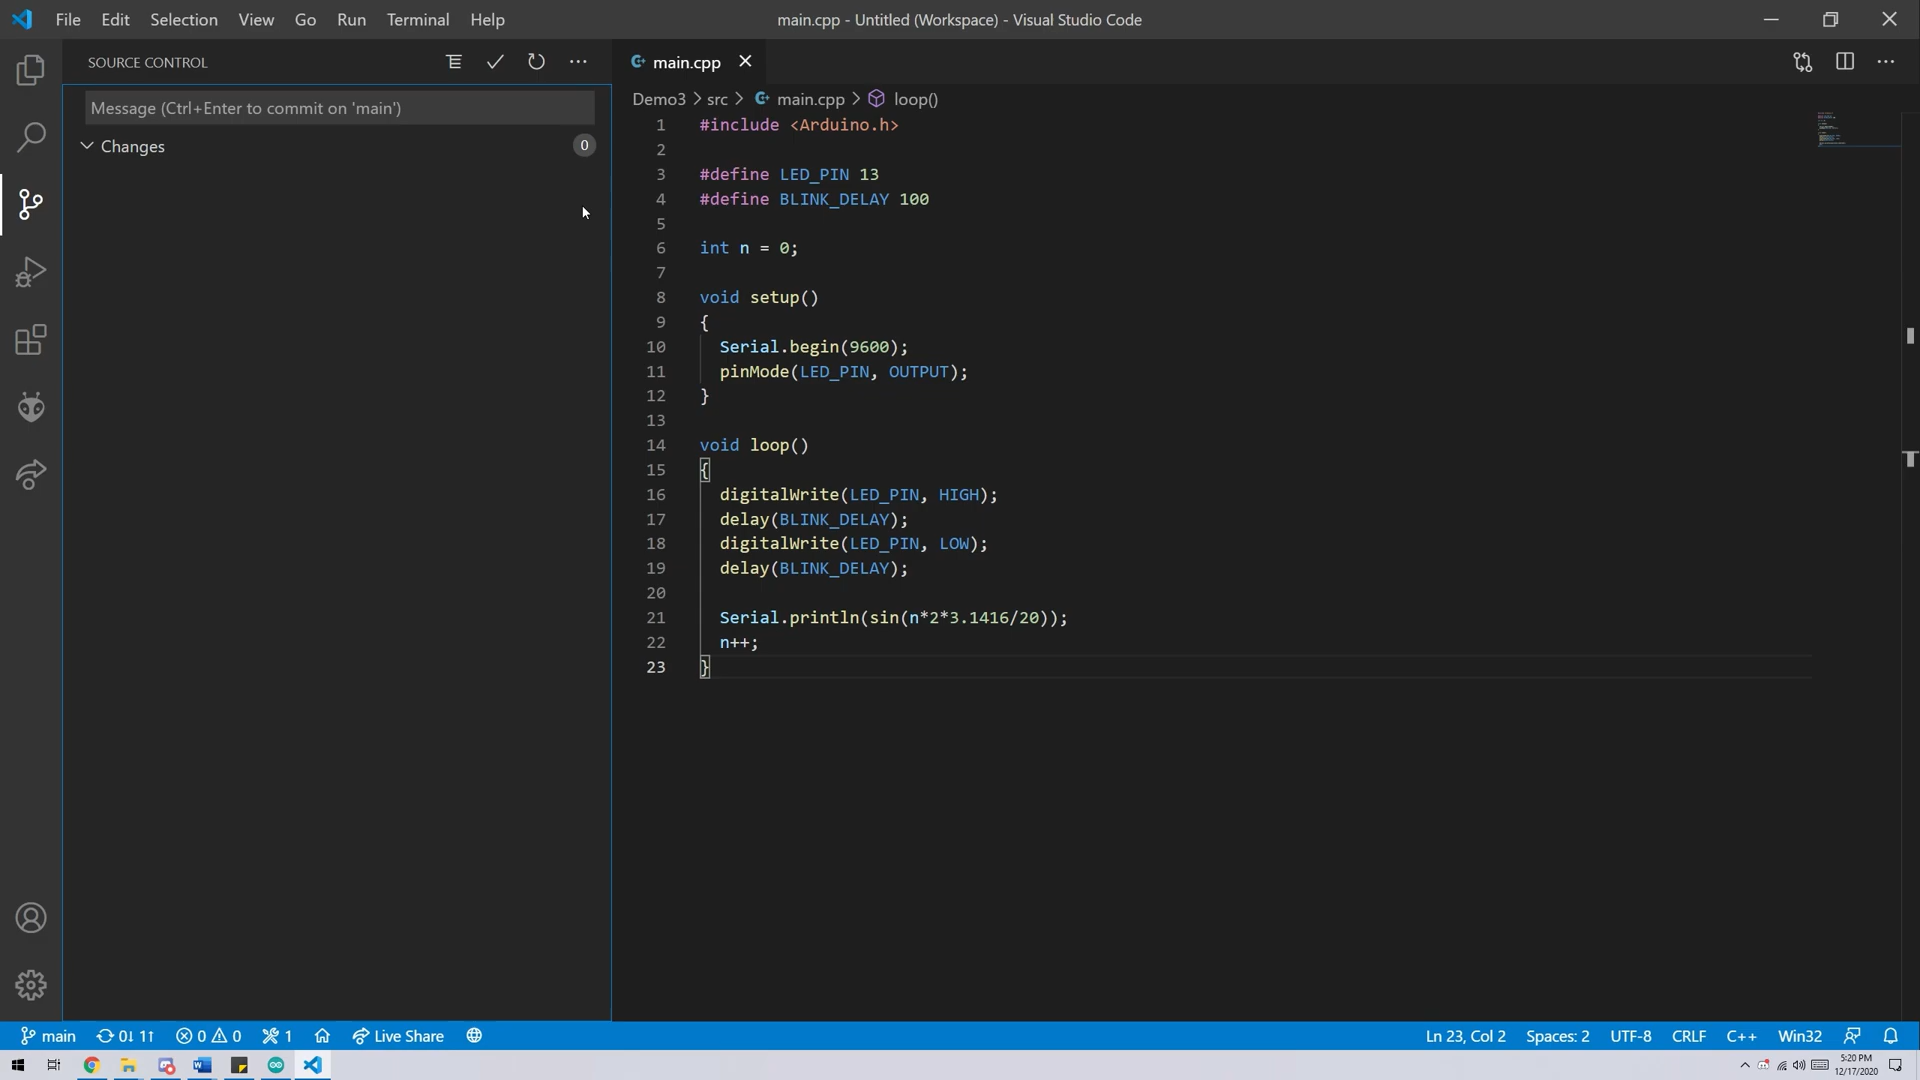 File Edit Selection View Go Run Terminal Help
main.cpp - Untitled (Workspace) - Visual Studio Code
SOURCE CONTROL
Message (Ctrl+Enter to commit on 'main')
Changes 0
main.cpp
Demo3 > src > main.cpp > loop()
1 #include <Arduino.h>
2
3 #define LED_PIN 13
4 #define BLINK_DELAY 100
5
6 int n = 0;
7
8 void setup()
9 {
10 Serial.begin(9600);
11 pinMode(LED_PIN, OUTPUT);
12 }
13
14 void loop()
15 {
16 digitalWrite(LED_PIN, HIGH);
17 delay(BLINK_DELAY);
18 digitalWrite(LED_PIN, LOW);
19 delay(BLINK_DELAY);
20
21 Serial.println(sin(n*2*3.1416/20));
22 n++;
23 }
main 0↓ 1↑ 0 0 1 Live Share Ln 23, Col 2 Spaces: 2 UTF-8 CRLF C++ Win32
5:20 PM
12/17/2020